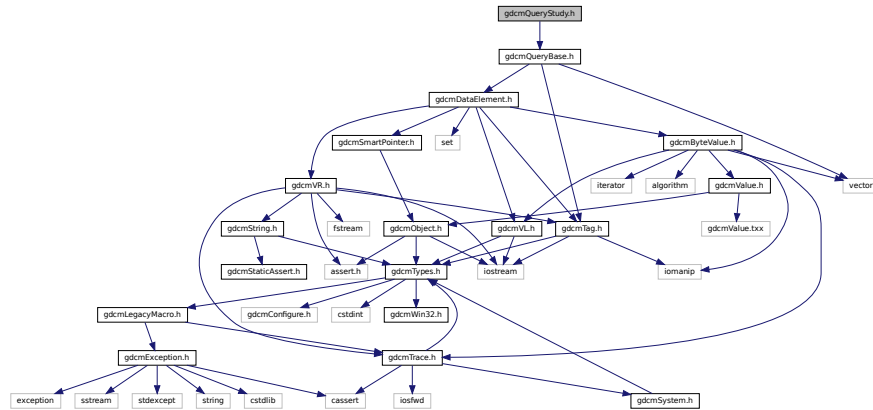 gdcmQueryStudy.h
gdcmQueryBase.h
gdcmDataElement.h
gdcmSmartPointer.h
set
gdcmByteValue.h
gdcmVR.h
iterator
algorithm
gdcmValue.h
vector
gdcmString.h
fstream
gdcmObject.h
gdcmVL.h
gdcmTag.h
gdcmValue.txx
gdcmStaticAssert.h
assert.h
gdcmTypes.h
iostream
iomanip
gdcmLegacyMacro.h
gdcmConfigure.h
cstdint
gdcmWin32.h
gdcmException.h
gdcmTrace.h
exception
sstream
stdexcept
string
cstdlib
cassert
iosfwd
gdcmSystem.h